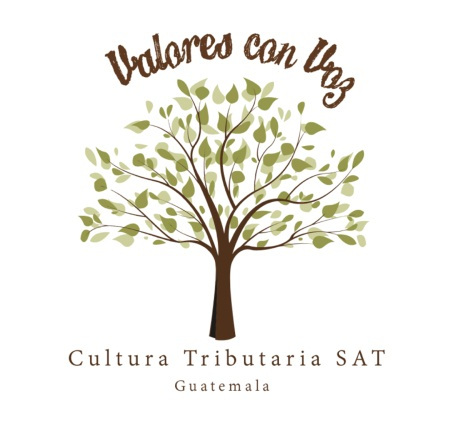 Valores con Voz
Cultura Tributaria SAT
Guatemala